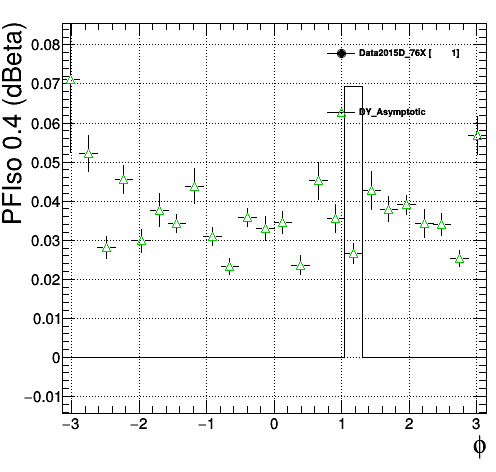 PFIso 0.4 (dBeta)
0.08
0.07
0.06
0.05
0.04
0.03
0.02
0.01
0
−0.01
Data2015D_76X [ 1]
DY_Asymptotic
−3 −2 −1 0 1 2 3
ϕ